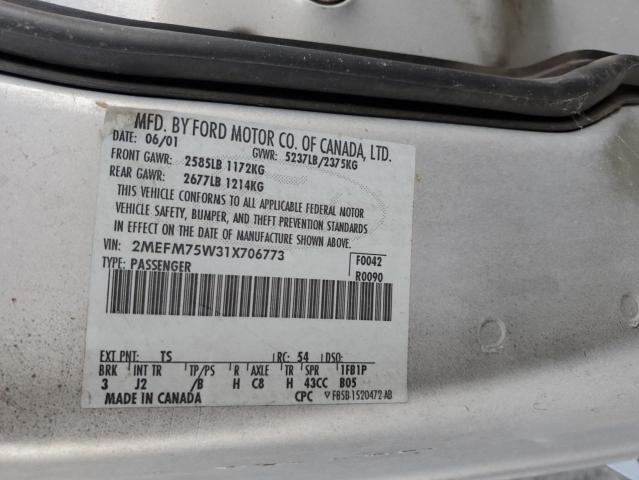 MFD. BY FORD MOTOR CO. OF CANADA, LTD.
DATE: 06/01 GVWR: 5237LB/2375KG
FRONT GAWR: 2585LB 1172KG
REAR GAWR: 2677LB 1214KG
THIS VEHICLE CONFORMS TO ALL APPLICABLE FEDERAL MOTOR
VEHICLE SAFETY, BUMPER, AND THEFT PREVENTION STANDARDS
IN EFFECT ON THE DATE OF MANUFACTURE SHOWN ABOVE.
VIN: 2MEFM75W31X706773 F0042
TYPE: PASSENGER R0090
EXT PNT: TS RC: 54 DSO:
BRK INT TR TP/PS R AXLE TR SPR 1FB1P
3 J2 /B H C8 H 43CC B05
MADE IN CANADA CPC F85B-1520472-AB